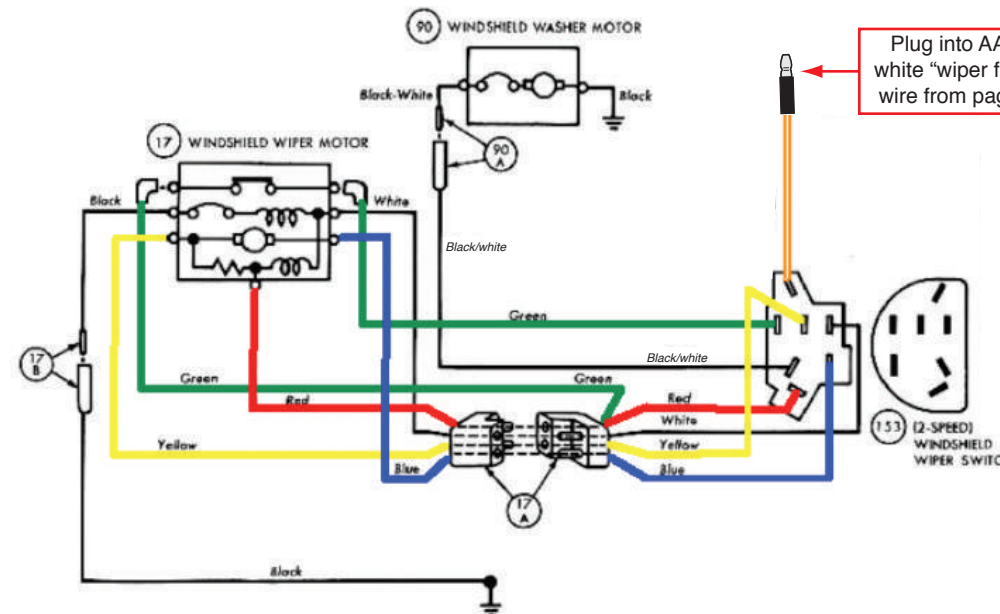 90 WINDSHIELD WASHER MOTOR
Plug into AA
white “wiper f
wire from pag
Black-White
Black
17 WINDSHIELD WIPER MOTOR
90
A
Black
White
Black/white
Green
Black/white
17
B
Green
Green
Red
Red
White
153 (2-SPEED)
WINDSHIELD
WIPER SWITC
Yellow
Yellow
Blue
Blue
17
A
Black